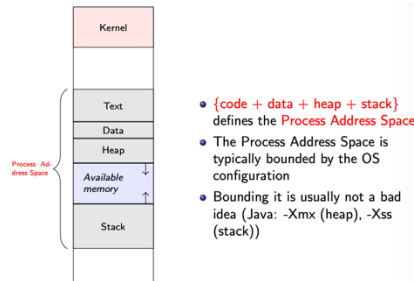 Kernel
Text
Data
Heap
Available
memory
Stack
Process Ad-
dress Space
{code + data + heap + stack}
defines the Process Address Space
The Process Address Space is
typically bounded by the OS
configuration
Bounding it is usually not a bad
idea (Java: -Xmx (heap), -Xss
(stack))